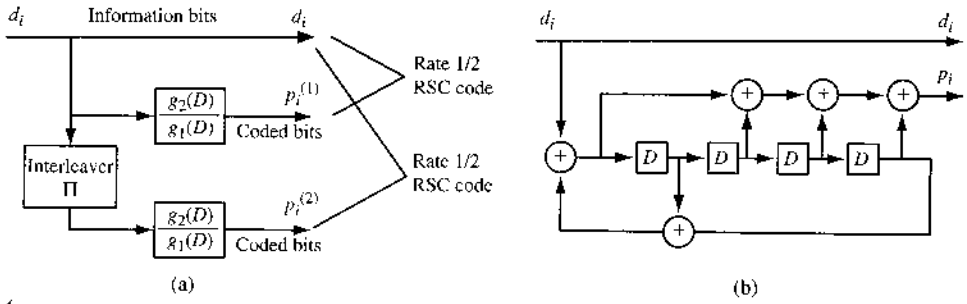 d_i Information bits d_i
Rate 1/2
RSC code
g_2(D)
g_1(D)
p_i^(1)
Coded bits
Interleaver
Π
Rate 1/2
RSC code
g_2(D)
g_1(D)
p_i^(2)
Coded bits
(a)
d_i d_i
p_i
+ + +
+ D D D D
+
(b)